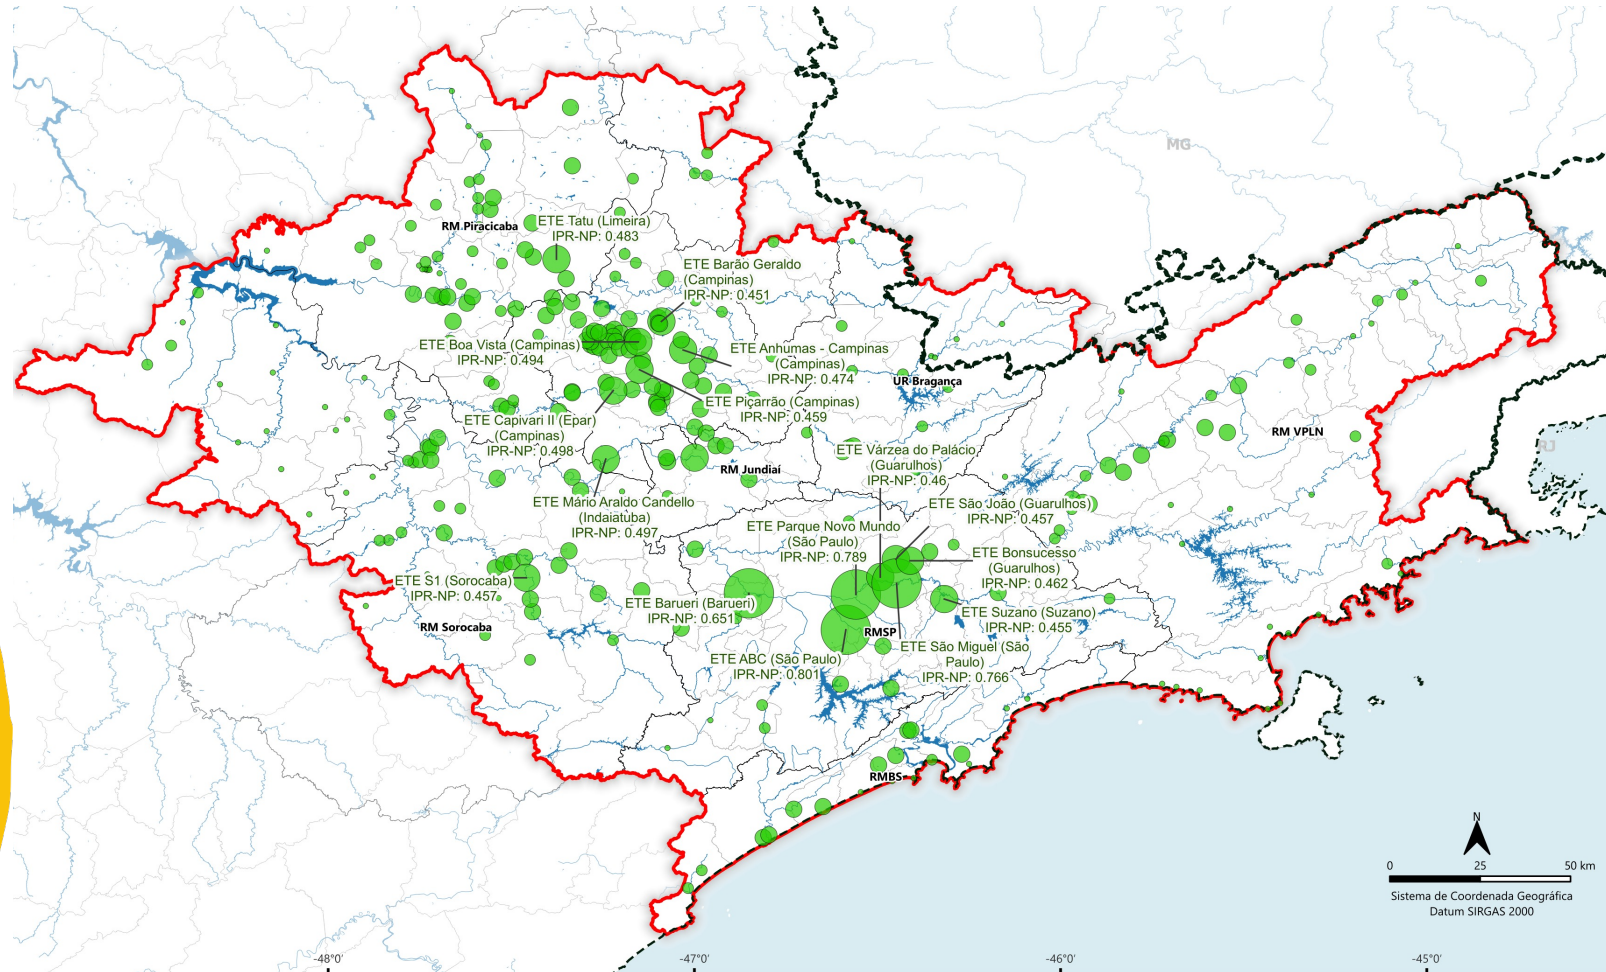 MG
RM Piracicaba
ETE Tatu (Limeira)
IPR-NP: 0.483
ETE Barão Geraldo
(Campinas)
IPR-NP: 0.451
ETE Boa Vista (Campinas)
IPR-NP: 0.494
ETE Anhumas - Campinas
(Campinas)
IPR-NP: 0.474
UR Bragança
ETE Piçarrão (Campinas)
IPR-NP: 0.459
ETE Capivari II (Epar)
(Campinas)
IPR-NP: 0.498
RM VPLN
RJ
RM Jundiaí
ETE Várzea do Palácio
(Guarulhos)
IPR-NP: 0.46
ETE Mário Araldo Candello
(Indaiatuba)
IPR-NP: 0.497
ETE São João (Guarulhos)
IPR-NP: 0.457
ETE Parque Novo Mundo
(São Paulo)
IPR-NP: 0.789
ETE Bonsucesso
(Guarulhos)
IPR-NP: 0.462
ETE S1 (Sorocaba)
IPR-NP: 0.457
ETE Barueri (Barueri)
IPR-NP: 0.651
ETE Suzano (Suzano)
IPR-NP: 0.455
RM Sorocaba
RMSP
ETE ABC (São Paulo)
IPR-NP: 0.801
ETE São Miguel (São
Paulo)
IPR-NP: 0.766
RMBS
N
0 25 50 km
Sistema de Coordenada Geográfica
Datum SIRGAS 2000
-48°0' -47°0' -46°0' -45°0'